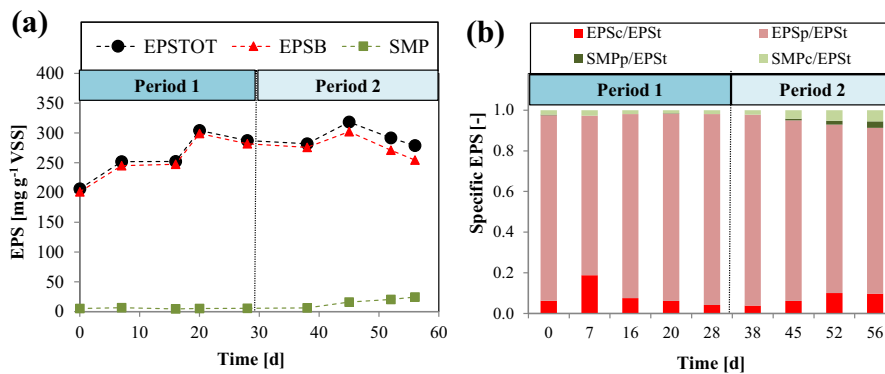 (a)
EPSTOT EPSB SMP
Period 1 Period 2
400
350
300
250
200
150
100
50
0
EPS [mg g-1 VSS]
0 10 20 30 40 50 60
Time [d]
(b)
EPSc/EPSt EPSp/EPSt
SMPp/EPSt SMPc/EPSt
Period 1 Period 2
1.0
0.8
0.6
0.4
0.2
0.0
Specific EPS [-]
0 7 16 20 28 38 45 52 56
Time [d]